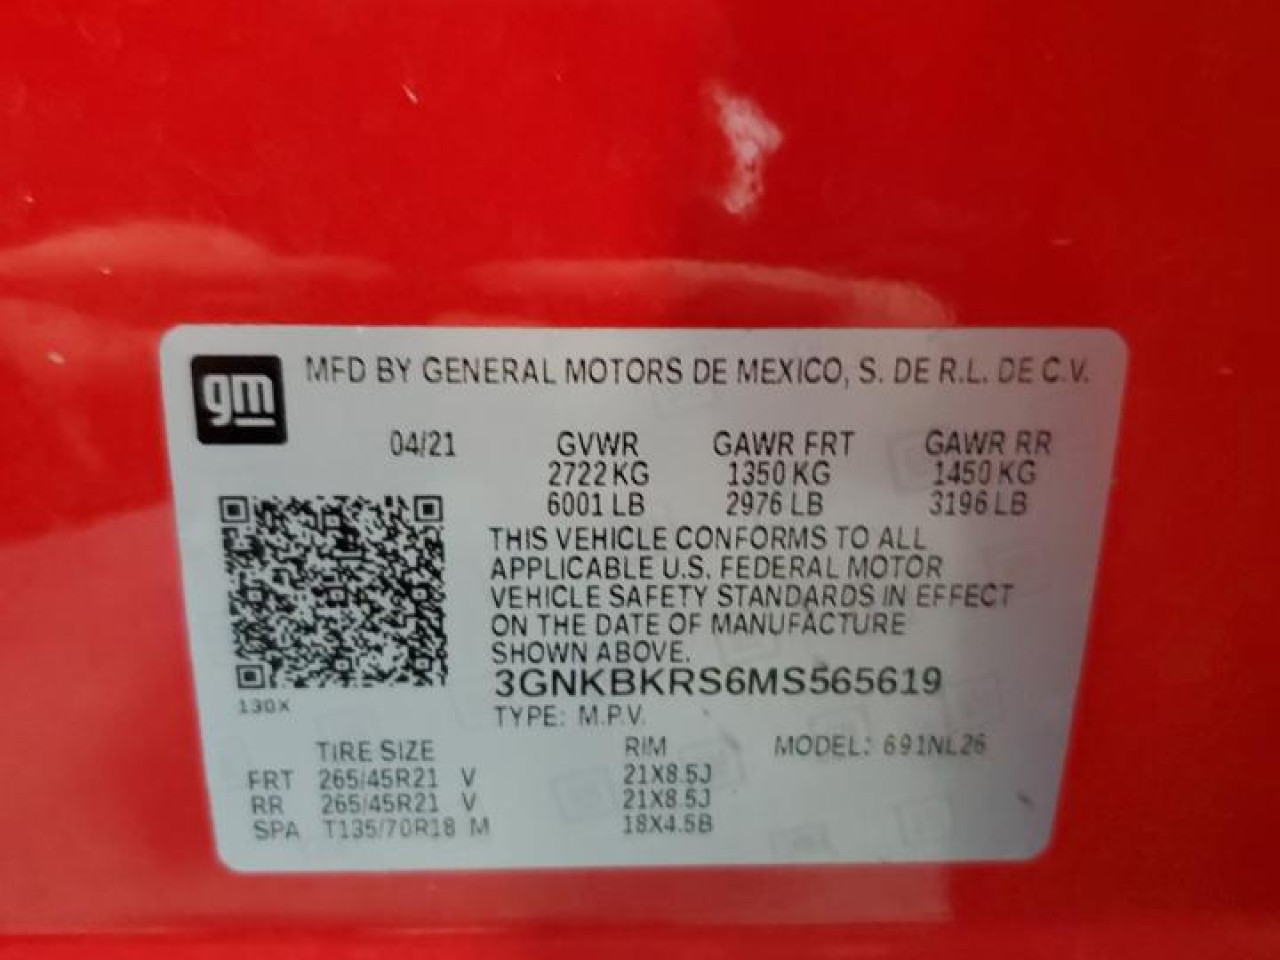 gm
MFD BY GENERAL MOTORS DE MEXICO, S. DE R.L. DE C.V.
04/21 GVWR GAWR FRT GAWR RR
2722 KG 1350 KG 1450 KG
6001 LB 2976 LB 3196 LB
THIS VEHICLE CONFORMS TO ALL
APPLICABLE U.S. FEDERAL MOTOR
VEHICLE SAFETY STANDARDS IN EFFECT
ON THE DATE OF MANUFACTURE
SHOWN ABOVE.
3GNKBKRS6MS565619
130X
TYPE: M.P.V.
TIRE SIZE RIM MODEL: 691NL26
FRT 265/45R21 V 21X8.5J
RR 265/45R21 V 21X8.5J
SPA T135/70R18 M 18X4.5B